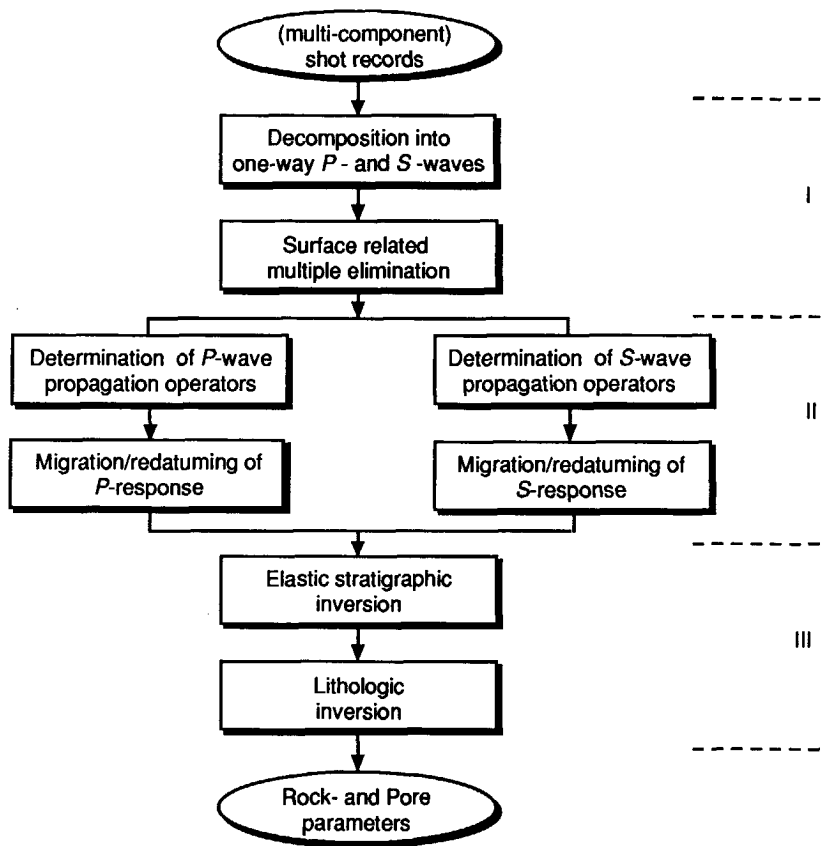 (multi-component)
shot records
Decomposition into
one-way P - and S -waves
I
Surface related
multiple elimination
Determination of P-wave
propagation operators
Determination of S-wave
propagation operators
II
Migration/redatuming of
P-response
Migration/redatuming of
S-response
Elastic stratigraphic
inversion
III
Lithologic
inversion
Rock- and Pore
parameters